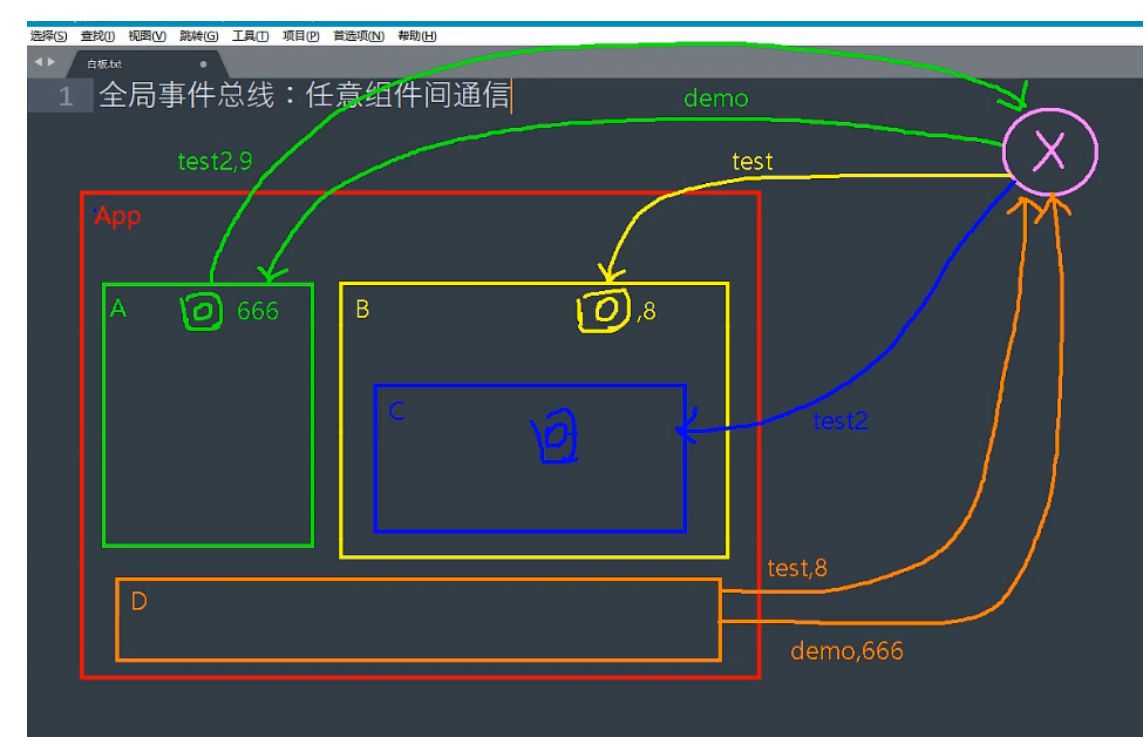 选择(S) 查找(I) 视图(V) 跳转(G) 工具(T) 项目(P) 首选项(N) 帮助(H)
白板.txt
1 全局事件总线：任意组件间通信
demo
X
test2,9
test
App
A 666
B ,8
C
test2
test,8
D
demo,666